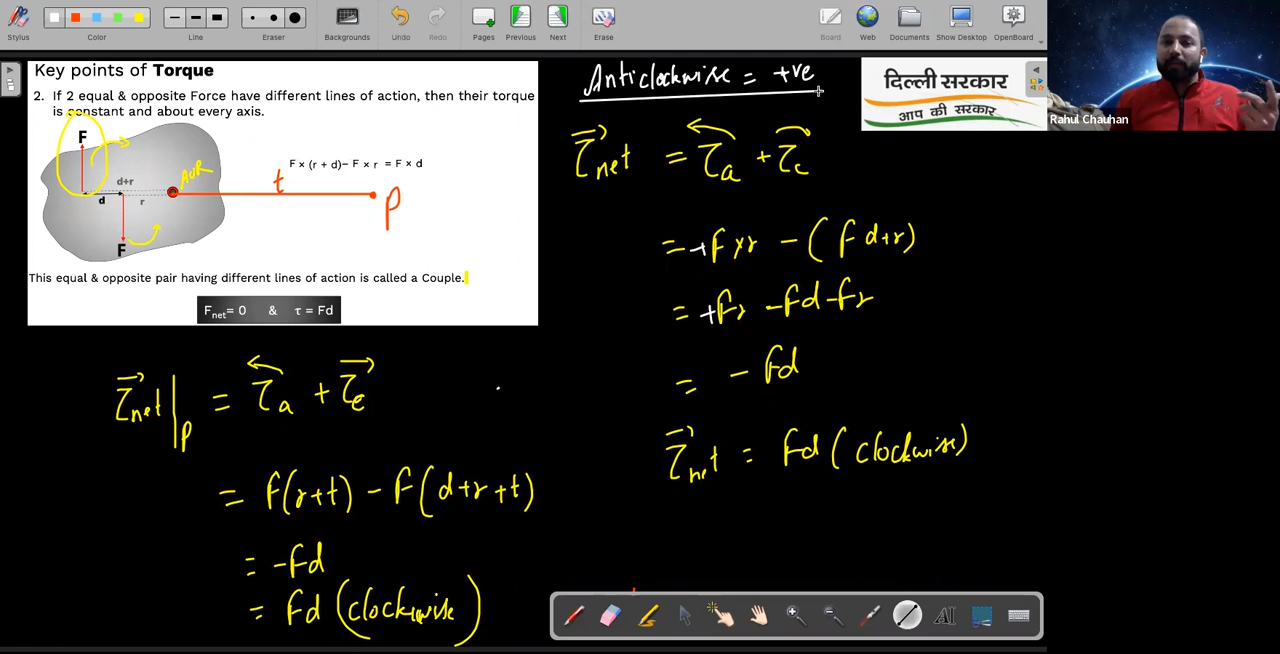 Stylus
Color
Line
Eraser
Backgrounds
Undo
Redo
Pages
Previous
Next
Erase
Board
Web
Documents
Show Desktop
OpenBoard
Key points of Torque
2. If 2 equal & opposite Force have different lines of action, then their torque
is constant and about every axis.
F
AOR
F × (r + d)− F × r = F × d
t
P
d+r
d
r
F
This equal & opposite pair having different lines of action is called a Couple.
Fnet= 0 & τ = Fd
Anticlockwise = +ve
τnet = τa + τc
= +F×r − (F d+r)
= +Fr − Fd − Fr
= − Fd
τnet = Fd (clockwise)
τnet|P = τa + τc
= F(r+t) − F(d+r+t)
= −Fd
= Fd (clockwise)
दिल्ली सरकार
आप की सरकार
Rahul Chauhan
AI